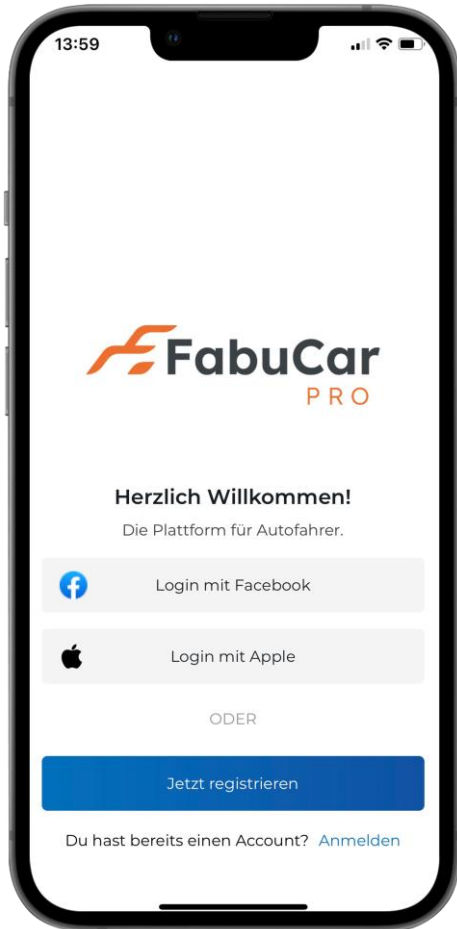 13:59
FabuCar
PRO
Herzlich Willkommen!
Die Plattform für Autofahrer.
Login mit Facebook
Login mit Apple
ODER
Jetzt registrieren
Du hast bereits einen Account? Anmelden